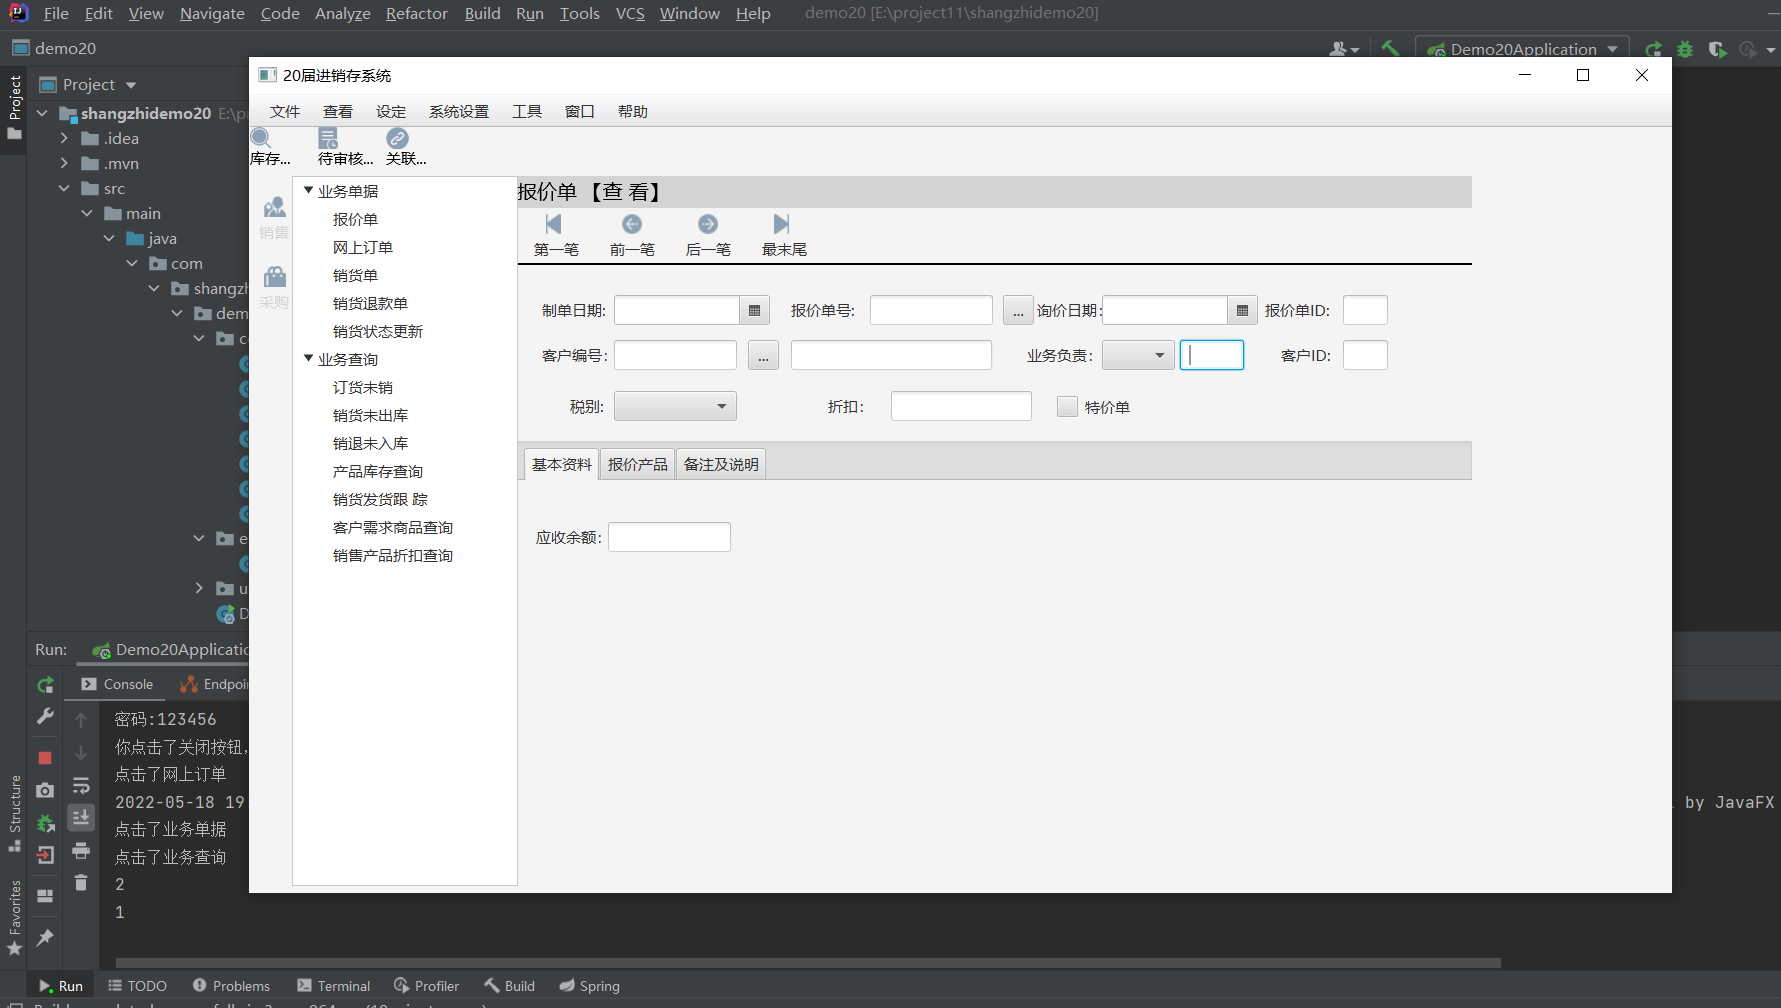 File Edit View Navigate Code Analyze Refactor Build Run Tools VCS Window Help demo20 [E:\project11\shangzhidemo20]
demo20
Demo20Application
Project
Project
shangzhidemo20 E:\pr
.idea
.mvn
src
main
java
com
shangzh
dem
c
e
u
D
20届进销存系统
文件 查看 设定 系统设置 工具 窗口 帮助
库存... 待审核... 关联...
销售
采购
业务单据
报价单
网上订单
销货单
销货退款单
销货状态更新
业务查询
订货未销
销货未出库
销退未入库
产品库存查询
销货发货跟 踪
客户需求商品查询
销售产品折扣查询
报价单 【查 看】
第一笔 前一笔 后一笔 最末尾
制单日期: 报价单号: ... 询价日期: 报价单ID:
客户编号: ... 业务负责: 客户ID:
税别: 折扣: 特价单
基本资料 报价产品 备注及说明
应收余额:
Run: Demo20Applicatio
Console Endpoi
密码:123456
你点击了关闭按钮,
点击了网上订单
2022-05-18 19 by JavaFX
点击了业务单据
点击了业务查询
2
1
Structure
Favorites
Run TODO Problems Terminal Profiler Build Spring